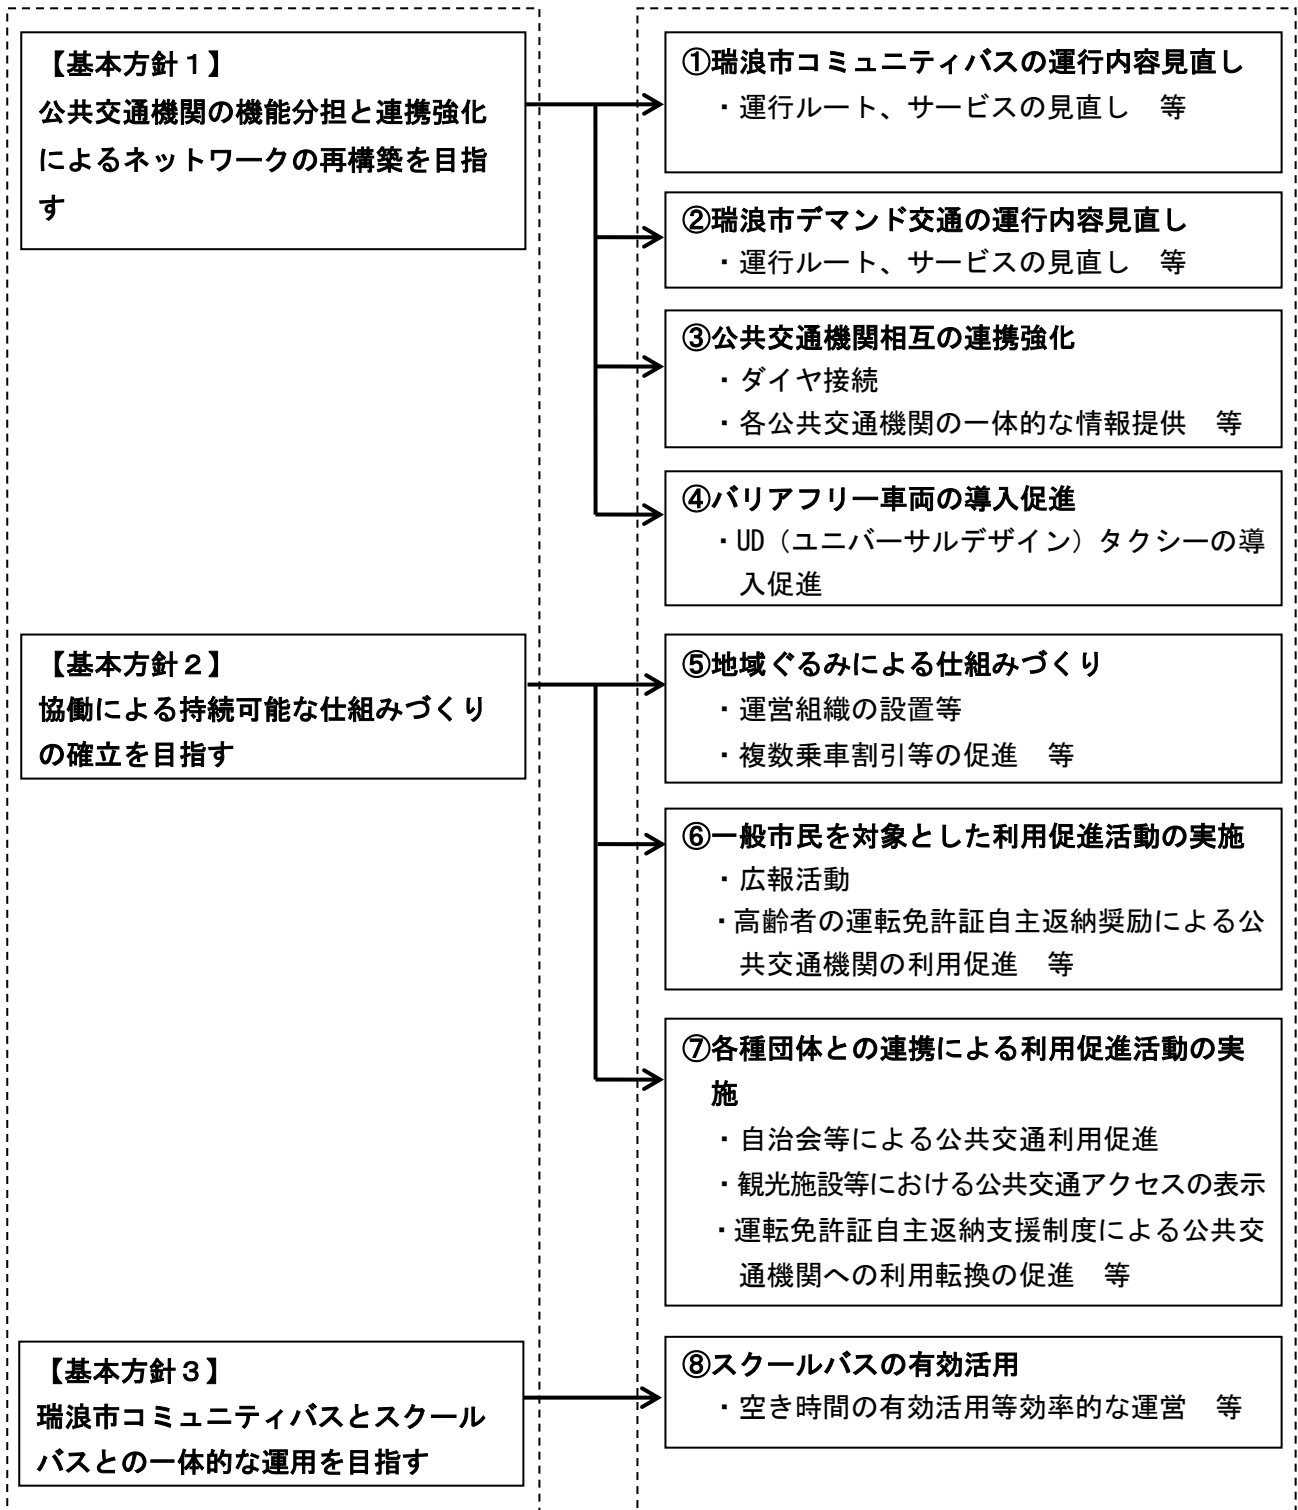 【基本方針１】
公共交通機関の機能分担と連携強化
によるネットワークの再構築を目指
す
①瑞浪市コミュニティバスの運行内容見直し
・運行ルート、サービスの見直し　等
②瑞浪市デマンド交通の運行内容見直し
・運行ルート、サービスの見直し　等
③公共交通機関相互の連携強化
・ダイヤ接続
・各公共交通機関の一体的な情報提供　等
④バリアフリー車両の導入促進
・UD（ユニバーサルデザイン）タクシーの導
入促進
【基本方針２】
協働による持続可能な仕組みづくり
の確立を目指す
⑤地域ぐるみによる仕組みづくり
・運営組織の設置等
・複数乗車割引等の促進　等
⑥一般市民を対象とした利用促進活動の実施
・広報活動
・高齢者の運転免許証自主返納奨励による公
共交通機関の利用促進　等
⑦各種団体との連携による利用促進活動の実
施
・自治会等による公共交通利用促進
・観光施設等における公共交通アクセスの表示
・運転免許証自主返納支援制度による公共交
通機関への利用転換の促進　等
【基本方針３】
瑞浪市コミュニティバスとスクール
バスとの一体的な運用を目指す
⑧スクールバスの有効活用
・空き時間の有効活用等効率的な運営　等